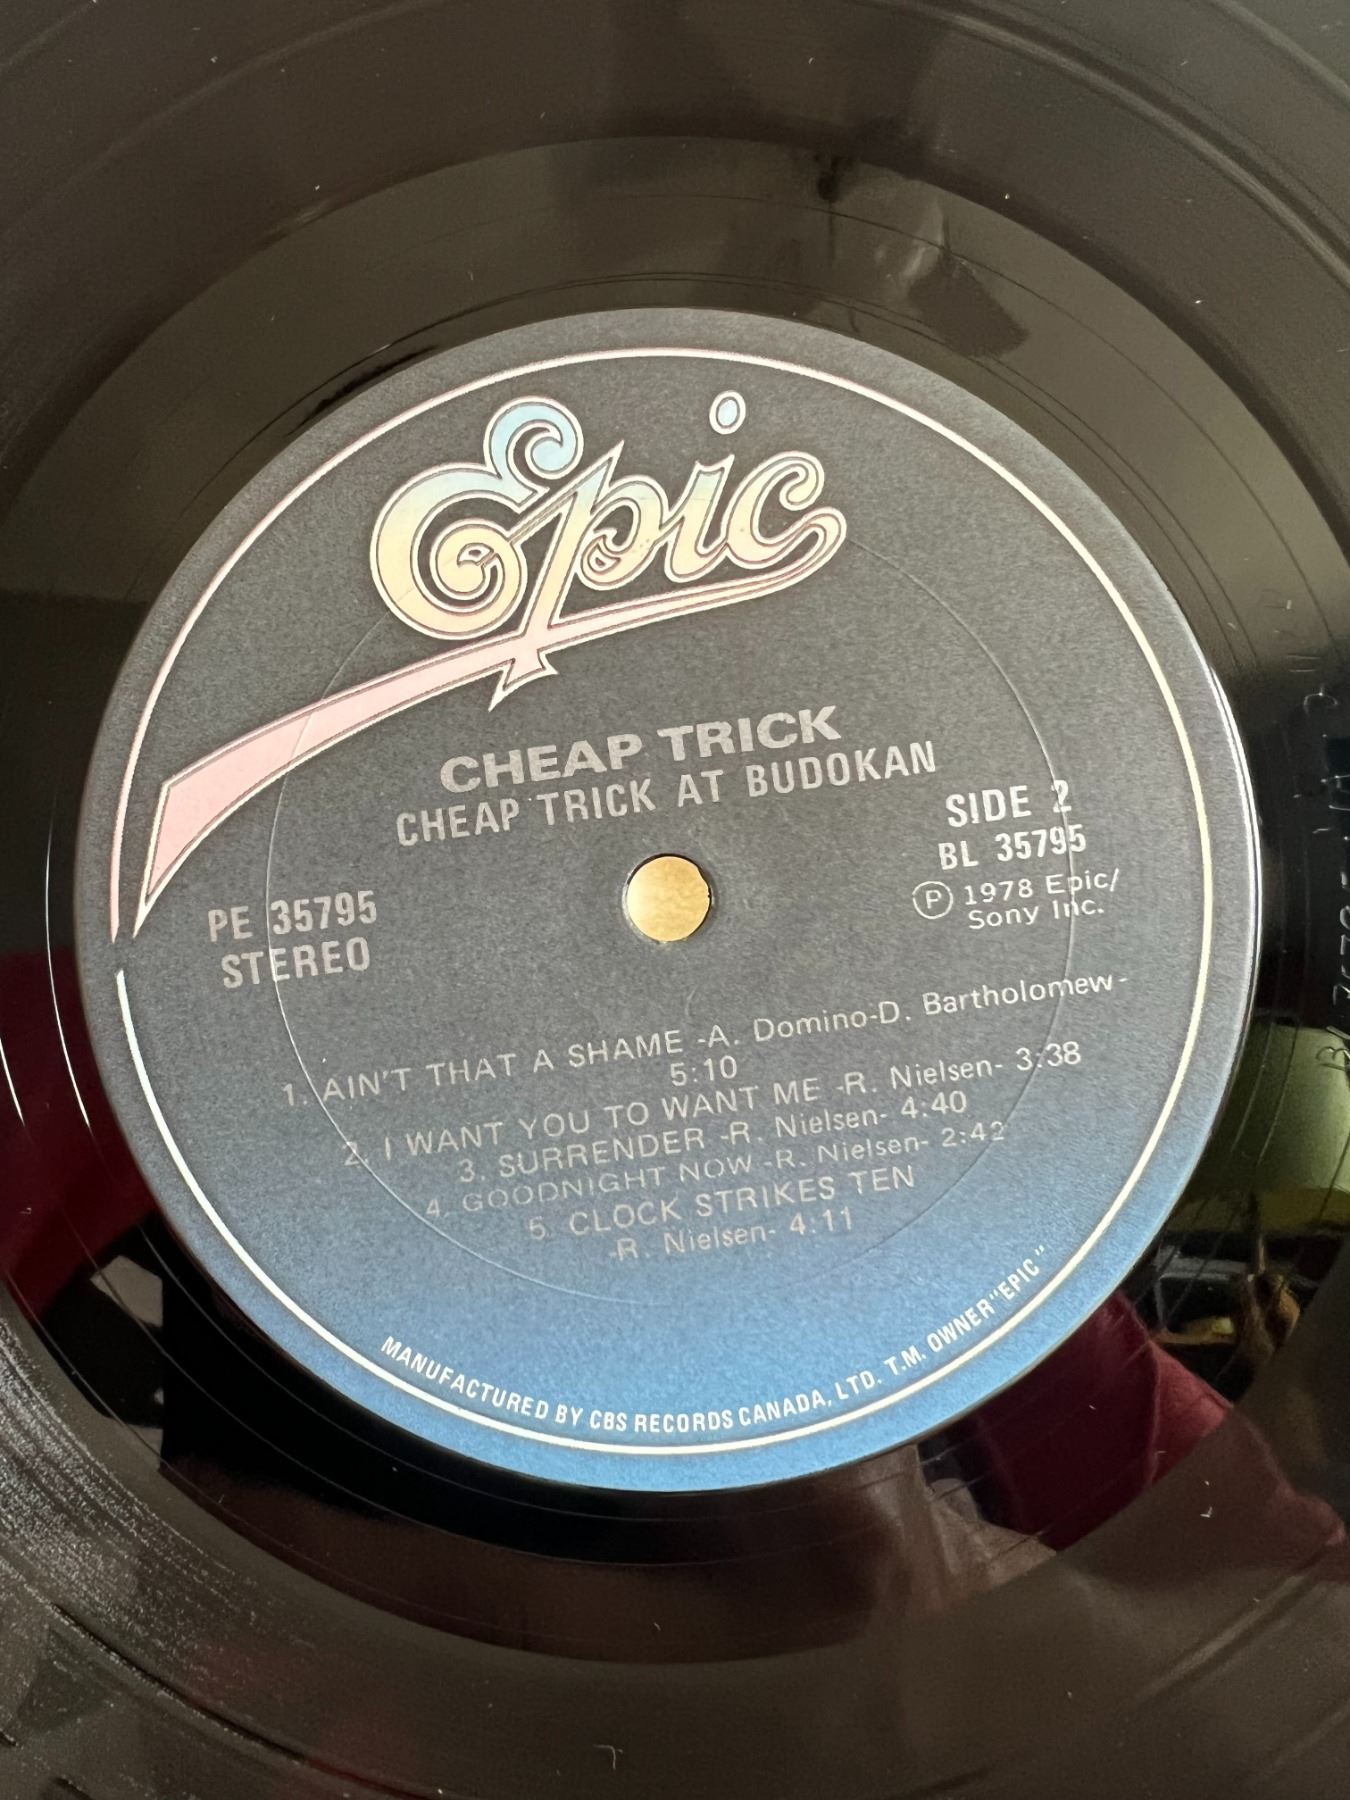 Epic
CHEAP TRICK
CHEAP TRICK AT BUDOKAN
SIDE 2
BL 35795
Ⓟ 1978 Epic/
Sony Inc.
PE 35795
STEREO
1. AIN'T THAT A SHAME -A. Domino-D. Bartholomew-
5:10
2. I WANT YOU TO WANT ME -R. Nielsen- 3:38
3. SURRENDER -R. Nielsen- 4:40
4. GOODNIGHT NOW -R. Nielsen- 2:42
5. CLOCK STRIKES TEN
-R. Nielsen- 4:11
MANUFACTURED BY CBS RECORDS CANADA, LTD. T.M. OWNER "EPIC"